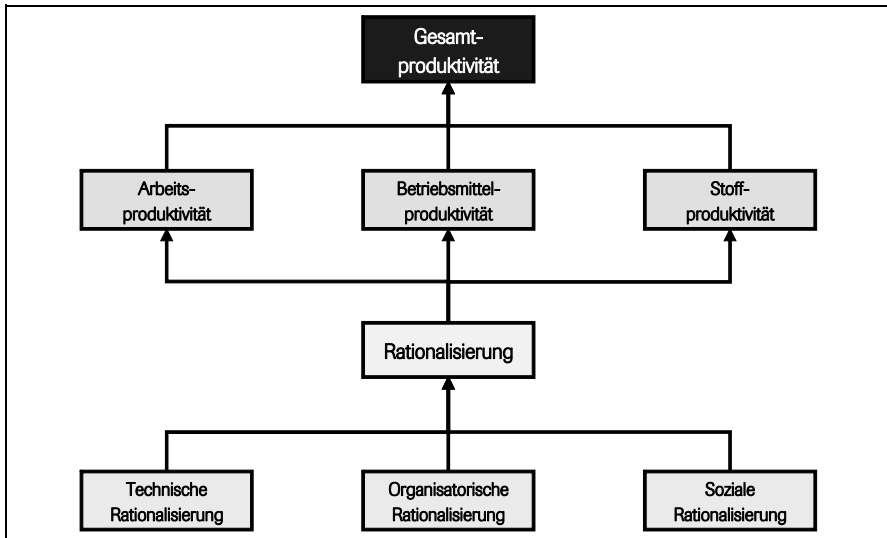 Gesamt-
produktivität
Arbeits-
produktivität
Betriebsmittel-
produktivität
Stoff-
produktivität
Rationalisierung
Technische
Rationalisierung
Organisatorische
Rationalisierung
Soziale
Rationalisierung